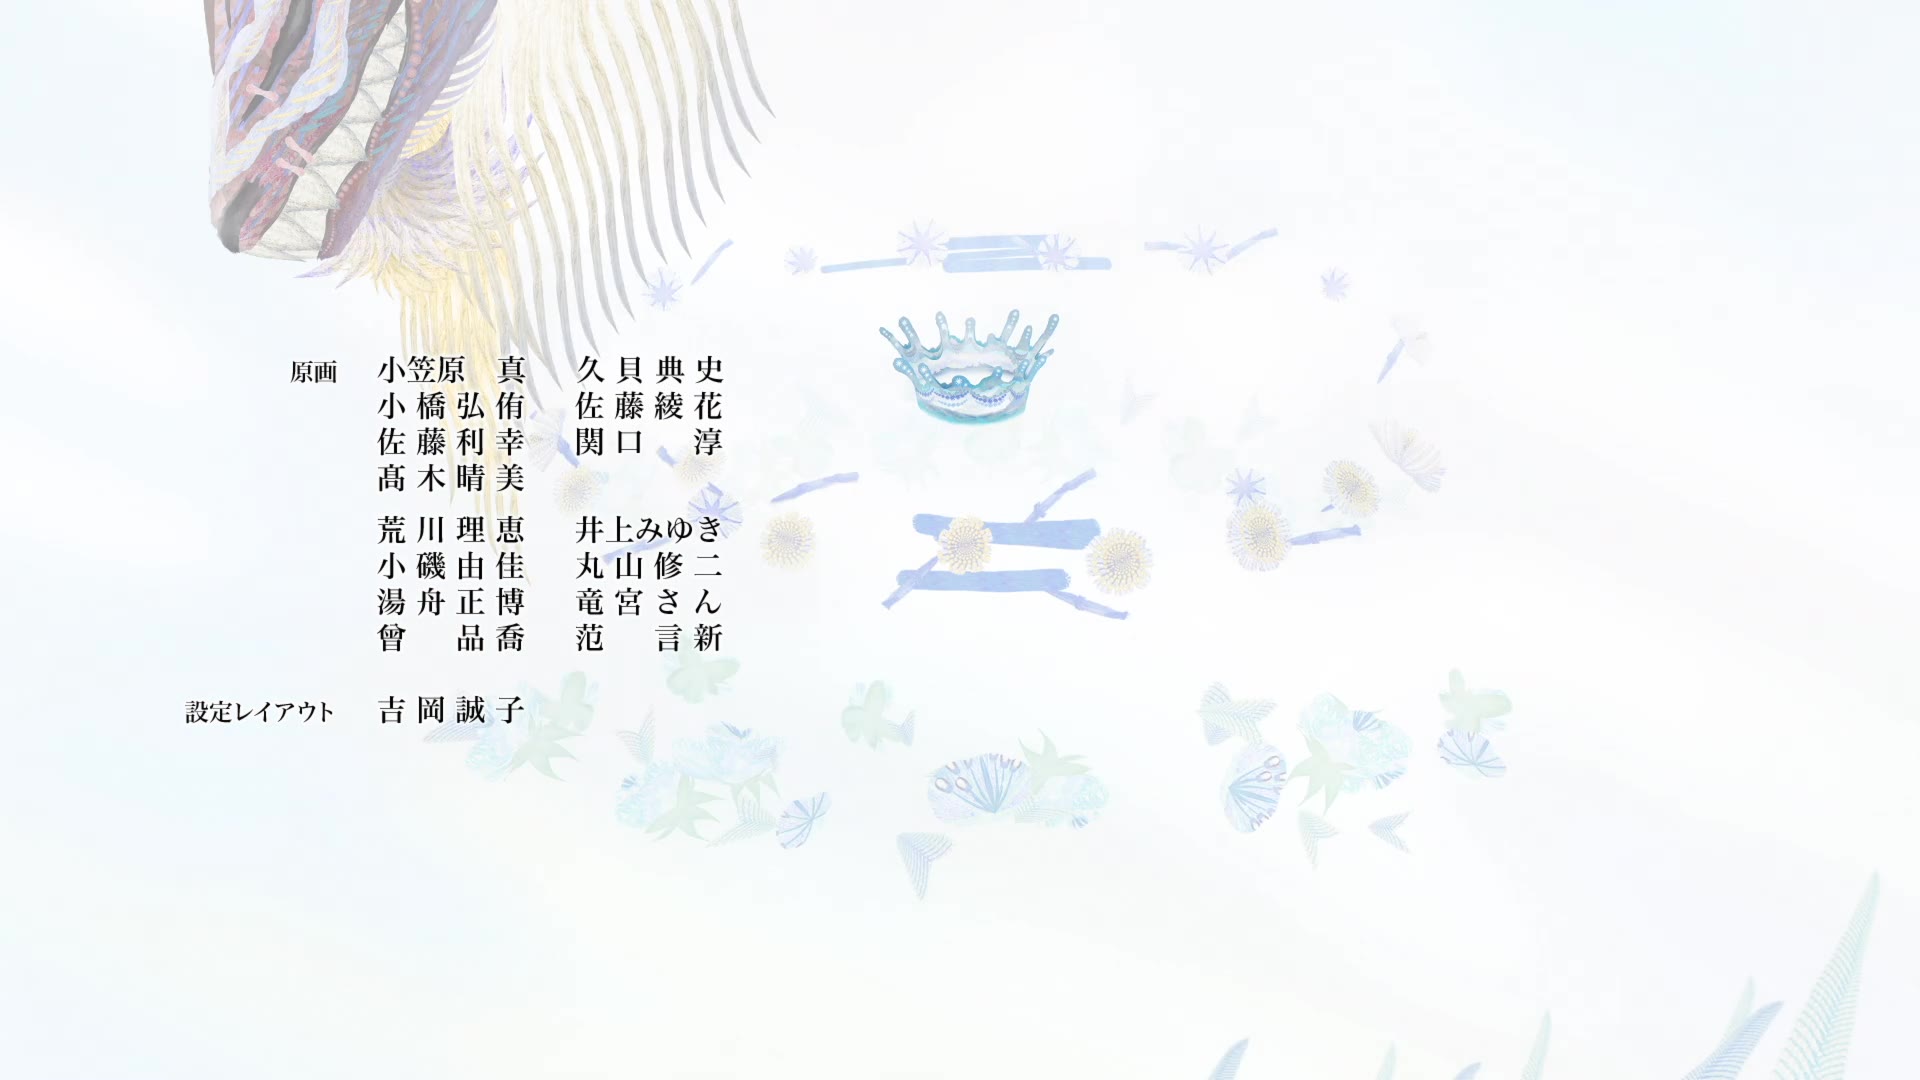 原画 小笠原 真 久貝典史
小橋弘侑 佐藤綾花
佐藤利幸 関口 淳
髙木晴美
荒川理恵 井上みゆき
小磯由佳 丸山修二
湯舟正博 竜宮さん
曾 品喬 范 言新
設定レイアウト 吉岡誠子